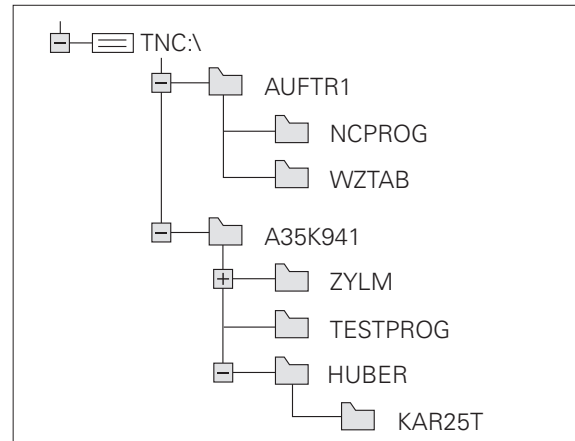 TNC:\
AUFTR1
NCPROG
WZTAB
A35K941
ZYLM
TESTPROG
HUBER
KAR25T